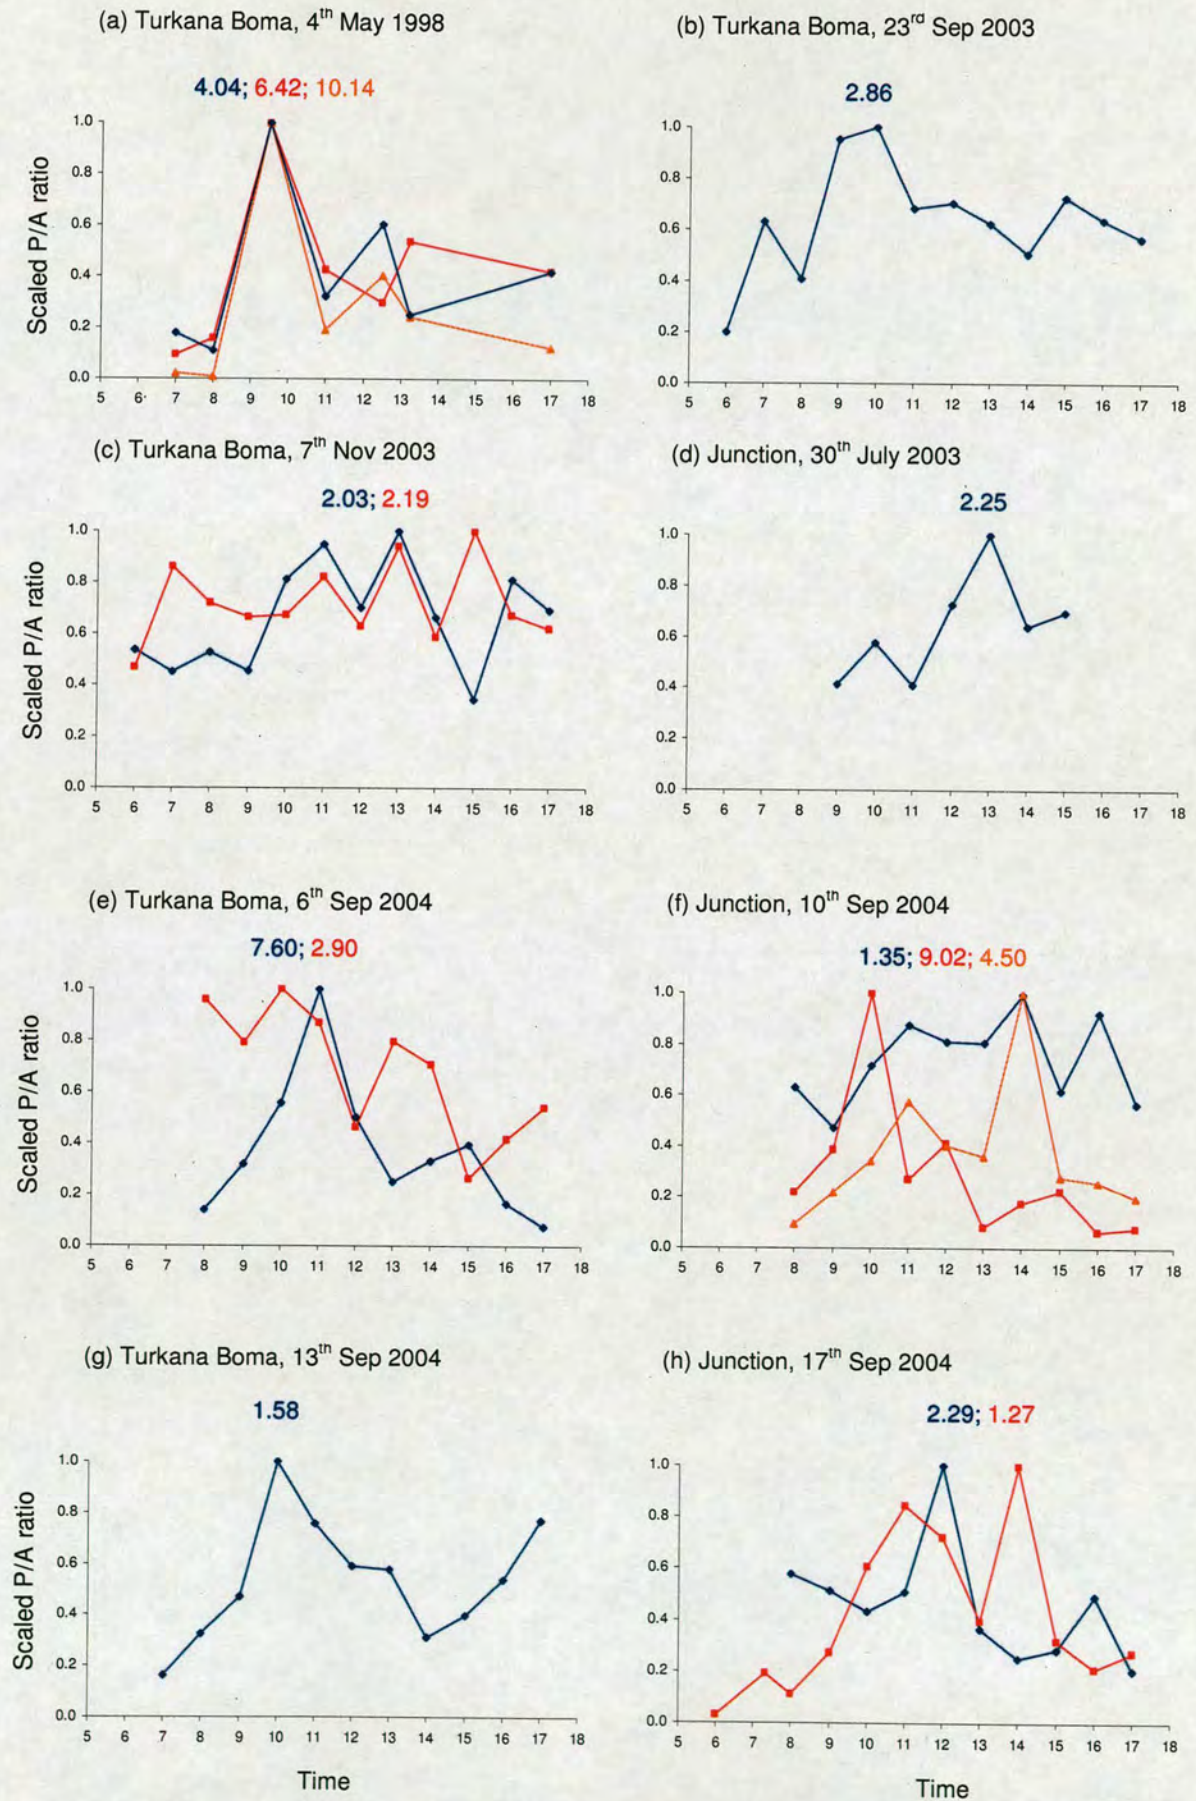 (a) Turkana Boma, 4th May 1998
4.04; 6.42; 10.14
Scaled P/A ratio
1.0
0.8
0.6
0.4
0.2
0.0
5 6 7 8 9 10 11 12 13 14 15 16 17 18
(b) Turkana Boma, 23rd Sep 2003
2.86
1.0
0.8
0.6
0.4
0.2
0.0
5 6 7 8 9 10 11 12 13 14 15 16 17 18
(c) Turkana Boma, 7th Nov 2003
2.03; 2.19
Scaled P/A ratio
1.0
0.8
0.6
0.4
0.2
0.0
5 6 7 8 9 10 11 12 13 14 15 16 17 18
(d) Junction, 30th July 2003
2.25
1.0
0.8
0.6
0.4
0.2
0.0
5 6 7 8 9 10 11 12 13 14 15 16 17 18
(e) Turkana Boma, 6th Sep 2004
7.60; 2.90
Scaled P/A ratio
1.0
0.8
0.6
0.4
0.2
0.0
5 6 7 8 9 10 11 12 13 14 15 16 17 18
(f) Junction, 10th Sep 2004
1.35; 9.02; 4.50
1.0
0.8
0.6
0.4
0.2
0.0
5 6 7 8 9 10 11 12 13 14 15 16 17 18
(g) Turkana Boma, 13th Sep 2004
1.58
Scaled P/A ratio
1.0
0.8
0.6
0.4
0.2
0.0
5 6 7 8 9 10 11 12 13 14 15 16 17 18
Time
(h) Junction, 17th Sep 2004
2.29; 1.27
1.0
0.8
0.6
0.4
0.2
0.0
5 6 7 8 9 10 11 12 13 14 15 16 17 18
Time